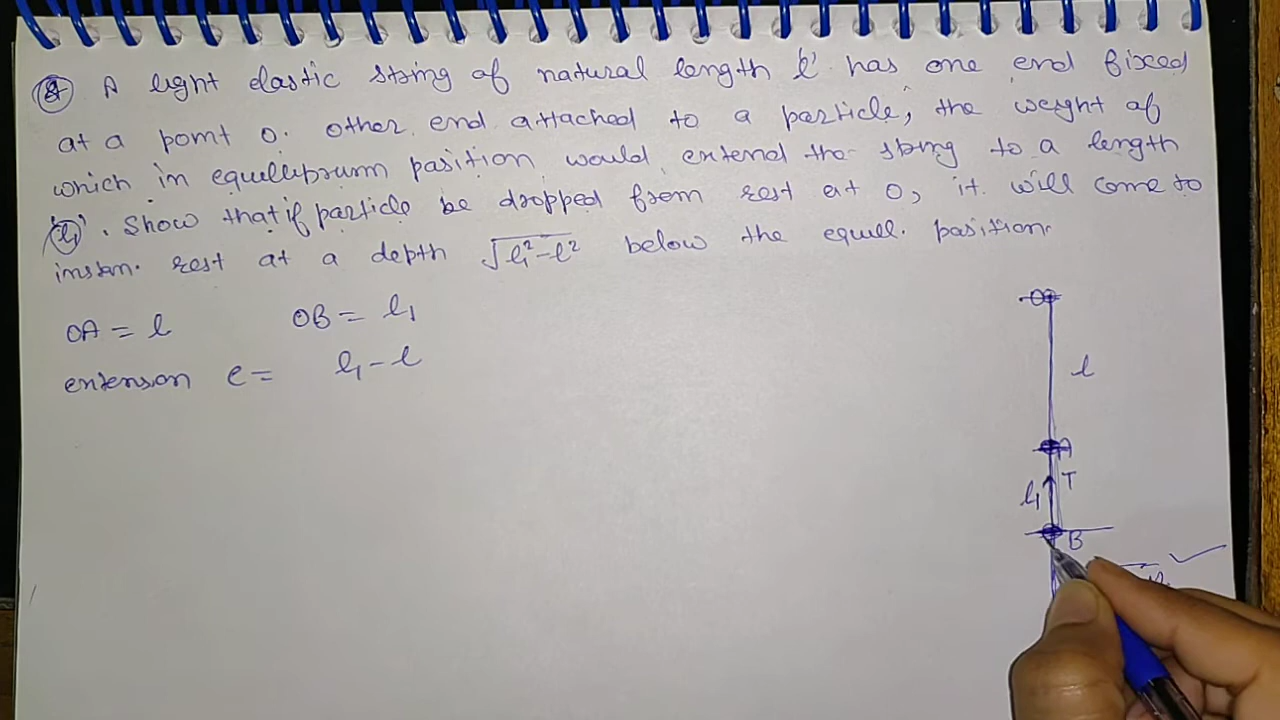 A light elastic string of natural length 'l' has one end fixed
at a point O. Other end attached to a particle, the weight of
which in equillibrium position would extend the string to a length
'l₁'. Show that if particle be dropped from rest at O, it will come to
instan. rest at a depth √l₁²-l² below the equill. position.
OA = l OB = l₁
extension e = l₁ - l
l
A
T
l₁
B